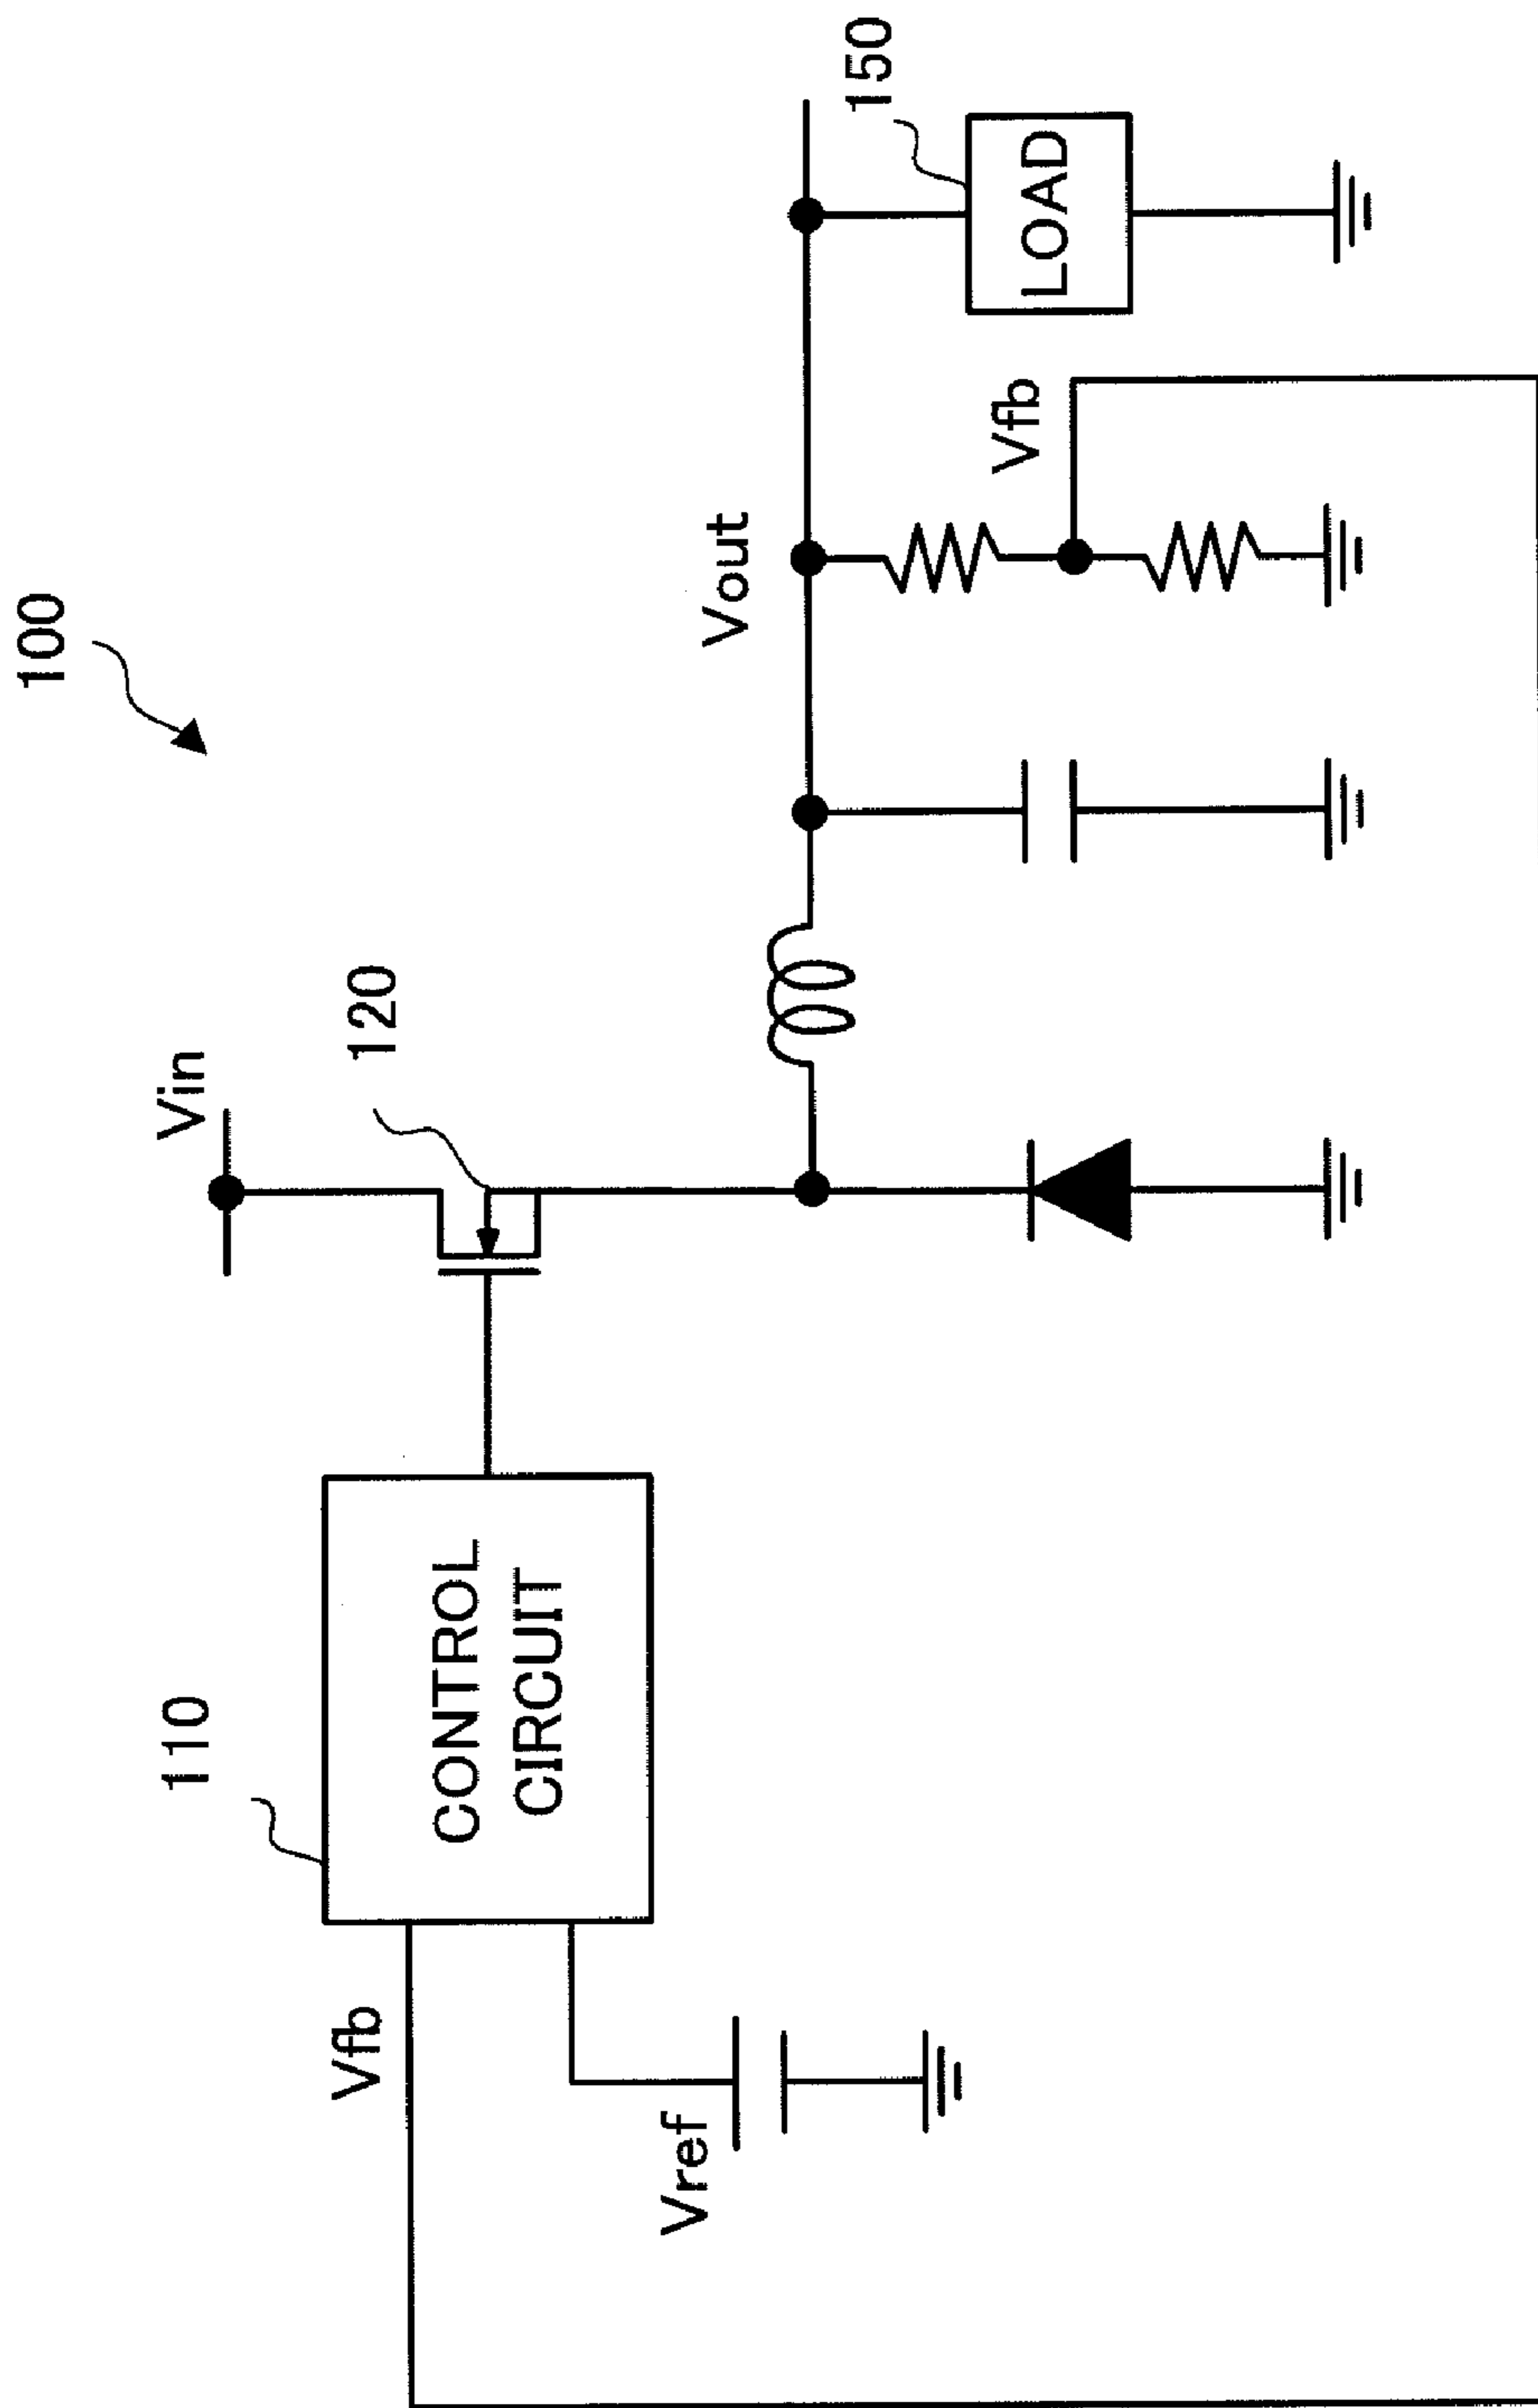 100
Vin
110
120
Vfb
CONTROL
CIRCUIT
Vref
Vout
150
Vfb
LOAD